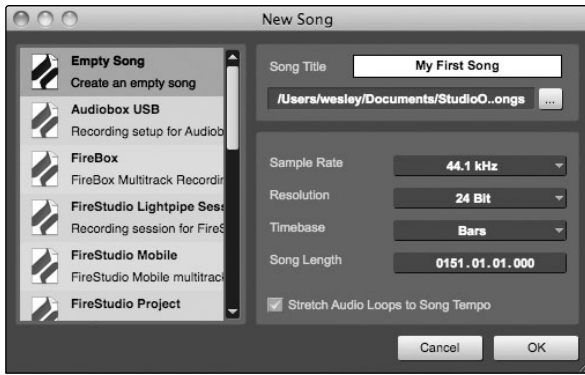 New Song
Empty Song
Create an empty song
Audiobox USB
Recording setup for Audiob
FireBox
FireBox Multitrack Recordin
FireStudio Lightpipe Sess
Recording session for FireS
FireStudio Mobile
FireStudio Mobile multitrack
FireStudio Project
Song Title
My First Song
/Users/wesley/Documents/StudioO..ongs
...
Sample Rate
44.1 kHz
Resolution
24 Bit
Timebase
Bars
Song Length
0151.01.01.000
Stretch Audio Loops to Song Tempo
Cancel
OK